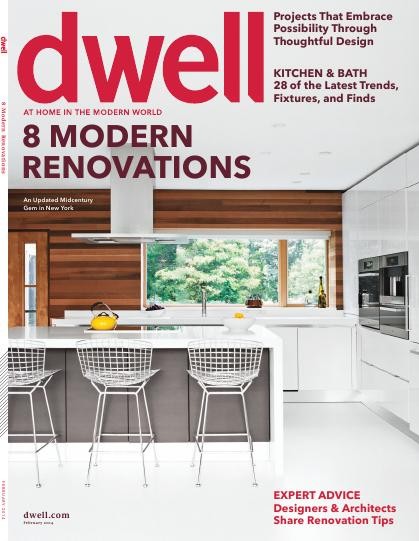 dwell
Projects That Embrace
Possibility Through
Thoughtful Design
KITCHEN & BATH
28 of the Latest Trends,
Fixtures, and Finds
AT HOME IN THE MODERN WORLD
8 MODERN
RENOVATIONS
An Updated Midcentury
Gem in New York
EXPERT ADVICE
Designers & Architects
Share Renovation Tips
dwell.com
February 2014
dwell
8 Modern Renovations
FEBRUARY 2014